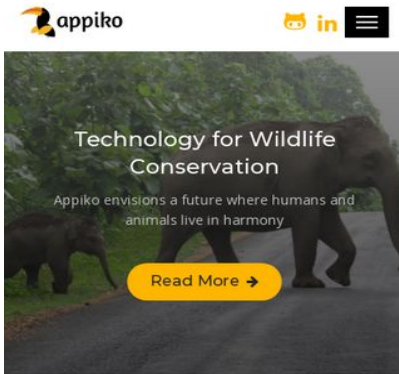 appiko
in
Technology for Wildlife
Conservation
Appiko envisions a future where humans and
animals live in harmony
Read More →